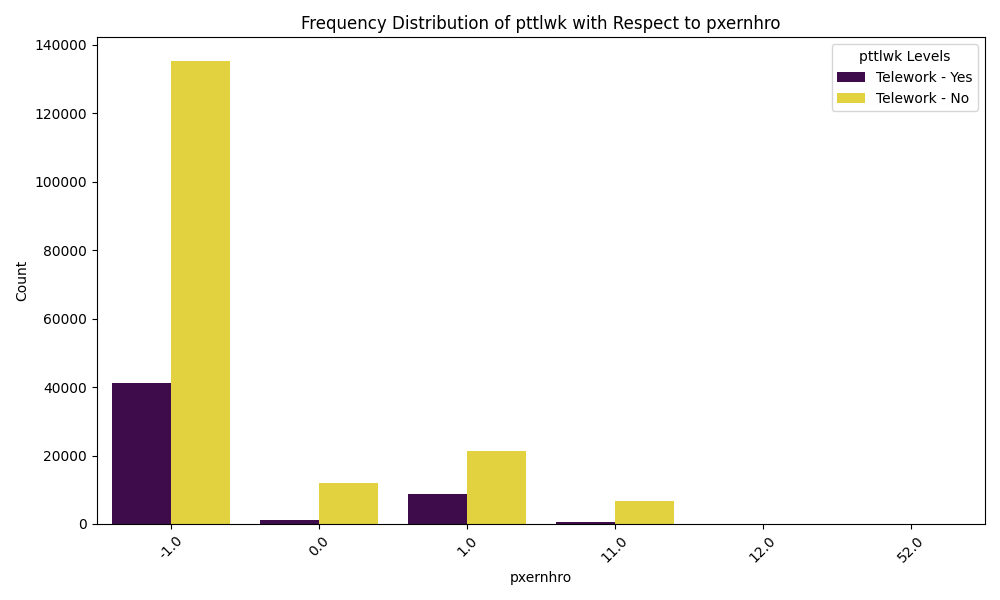 Frequency Distribution of pttlwk with Respect to pxernhro
pttlwk Levels
Telework - Yes
Telework - No
Count
140000
120000
100000
80000
60000
40000
20000
0
-1.0
0.0
1.0
11.0
12.0
52.0
pxernhro